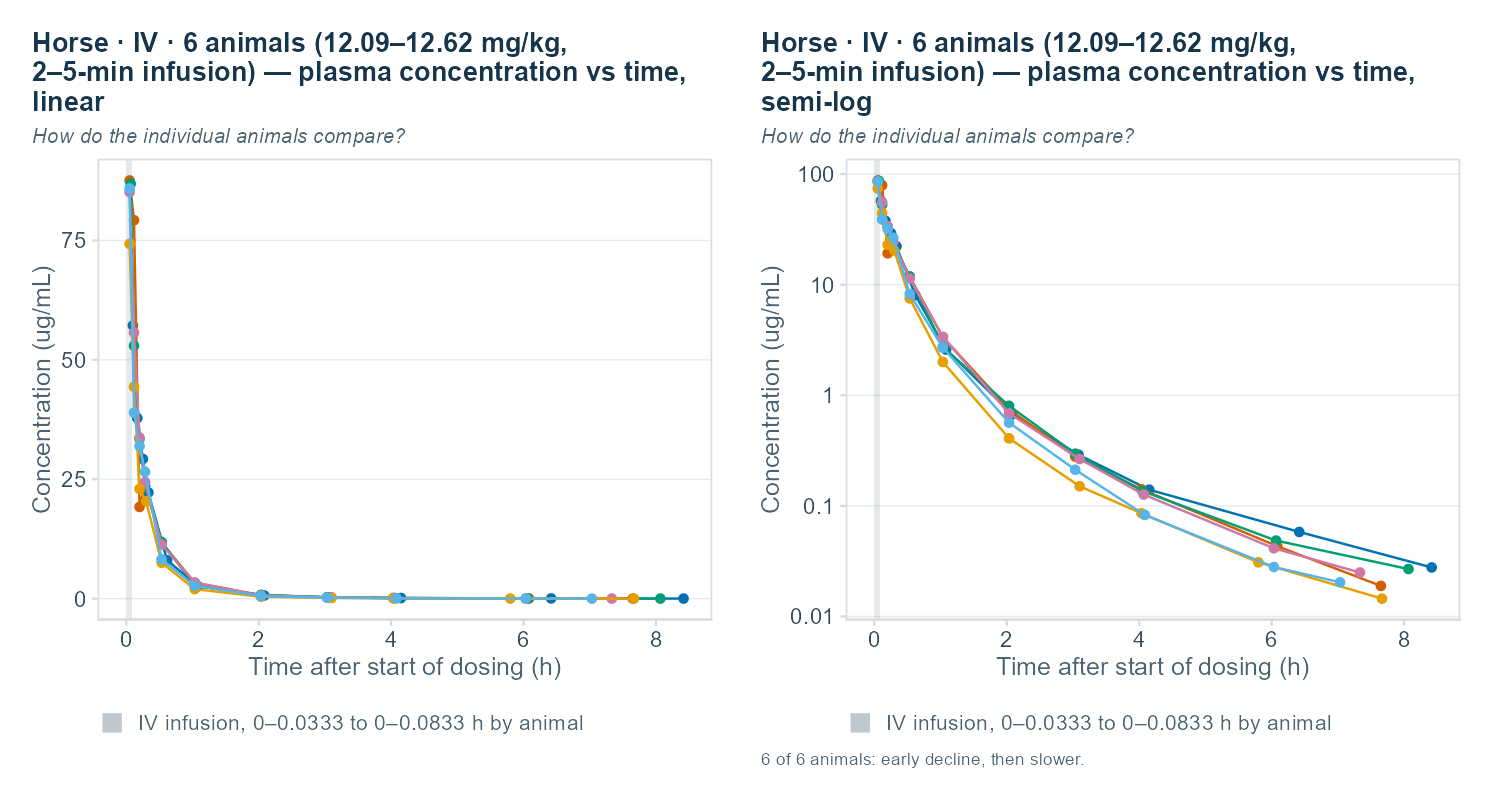 Horse · IV · 6 animals (12.09–12.62 mg/kg,
2–5-min infusion) — plasma concentration vs time,
linear
How do the individual animals compare?
Concentration (ug/mL)
75
50
25
0
0
2
4
6
8
Time after start of dosing (h)
IV infusion, 0–0.0333 to 0–0.0833 h by animal
Horse · IV · 6 animals (12.09–12.62 mg/kg,
2–5-min infusion) — plasma concentration vs time,
semi-log
How do the individual animals compare?
Concentration (ug/mL)
100
10
1
0.1
0.01
0
2
4
6
8
Time after start of dosing (h)
IV infusion, 0–0.0333 to 0–0.0833 h by animal
6 of 6 animals: early decline, then slower.